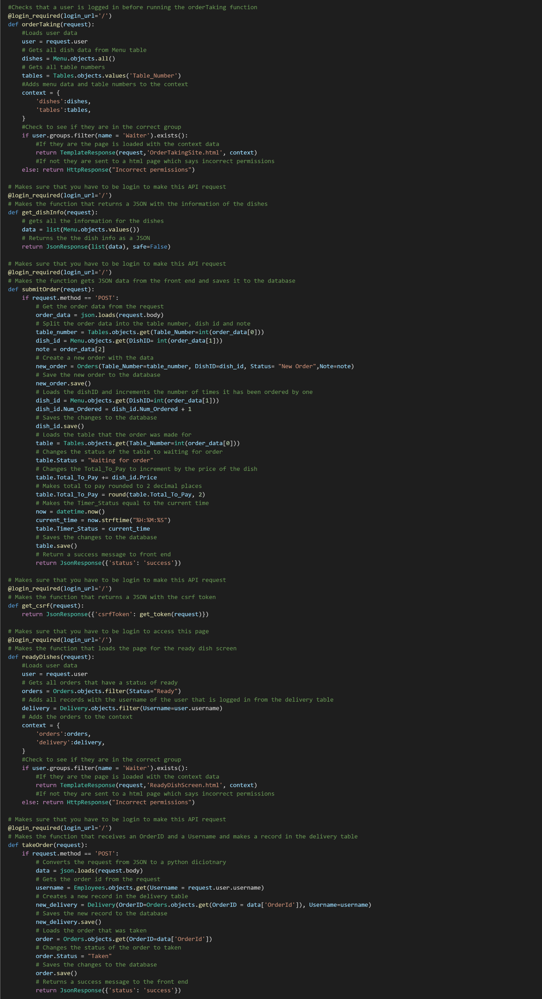 #Checks that a user is logged in before running the orderTaking function
@login_required(login_url='/')
def orderTaking(request):
    #Loads user data
    user = request.user
    # Gets all dish data from Menu table
    dishes = Menu.objects.all()
    # Gets all table numbers
    tables = Tables.objects.values('Table_Number')
    #Adds menu data and table numbers to the context
    context = {
        'dishes':dishes,
        'tables':tables,
    }
    #Check to see if they are in the correct group
    if user.groups.filter(name = 'Waiter').exists():
        #If they are the page is loaded with the context data
        return TemplateResponse(request,'OrderTakingSite.html', context)
        #If not they are sent to a html page which says incorrect permissions
    else: return HttpResponse("Incorrect permissions")

# Makes sure that you have to be login to make this API request
@login_required(login_url='/')
# Makes the function that returns a JSON with the information of the dishes
def get_dishInfo(request):
    # gets all the information for the dishes
    data = list(Menu.objects.values())
    # Returns the the dish info as a JSON
    return JsonResponse(list(data), safe=False)

# Makes sure that you have to be login to make this API request
@login_required(login_url='/')
# Makes the function gets JSON data from the front end and saves it to the database
def submitOrder(request):
    if request.method == 'POST':
        # Get the order data from the request
        order_data = json.loads(request.body)
        # Split the order data into the table number, dish id and note
        table_number = Tables.objects.get(Table_Number=int(order_data[0]))
        dish_id = Menu.objects.get(DishID= int(order_data[1]))
        note = order_data[2]
        # Create a new order with the data
        new_order = Orders(Table_Number=table_number, DishID=dish_id, Status= "New Order",Note=note)
        # Save the new order to the database
        new_order.save()
        # Loads the dishID and increments the number of times it has been ordered by one
        dish_id = Menu.objects.get(DishID=int(order_data[1]))
        dish_id.Num_Ordered = dish_id.Num_Ordered + 1
        # Saves the changes to the database
        dish_id.save()
        # Loads the table that the order was made for
        table = Tables.objects.get(Table_Number=int(order_data[0]))
        # Changes the status of the table to waiting for order
        table.Status = "Waiting for order"
        # Changes the Total_To_Pay to increment by the price of the dish
        table.Total_To_Pay += dish_id.Price
        # Makes total to pay rounded to 2 decimal places
        table.Total_To_Pay = round(table.Total_To_Pay, 2)
        # Makes the Timer_Status equal to the current time
        now = datetime.now()
        current_time = now.strftime("%H:%M:%S")
        table.Timer_Status = current_time
        # Saves the changes to the database
        table.save()
        # Return a success message to front end
        return JsonResponse({'status': 'success'})

# Makes sure that you have to be login to make this API request
@login_required(login_url='/')
# Makes the function that returns a JSON with the csrf token
def get_csrf(request):
    return JsonResponse({'csrfToken': get_token(request)})

# Makes sure that you have to be login to access this page
@login_required(login_url='/')
# Makes the function that loads the page for the ready dish screen
def readyDishes(request):
    #Loads user data
    user = request.user
    # Gets all orders that have a status of ready
    orders = Orders.objects.filter(Status="Ready")
    # Adds all records with the username of the user that is logged in from the delivery table
    delivery = Delivery.objects.filter(Username=user.username)
    # Adds the orders to the context
    context = {
        'orders':orders,
        'delivery':delivery,
    }
    #Check to see if they are in the correct group
    if user.groups.filter(name = 'Waiter').exists():
        #If they are the page is loaded with the context data
        return TemplateResponse(request,'ReadyDishScreen.html', context)
        #If not they are sent to a html page which says incorrect permissions
    else: return HttpResponse("Incorrect permissions")

# Makes sure that you have to be login to make this API request
@login_required(login_url='/')
# Makes the function that receives an OrderID and a Username and makes a record in the delivery table
def takeOrder(request):
    if request.method == 'POST':
        # Converts the request from JSON to a python diciotnary
        data = json.loads(request.body)
        # Gets the order id from the request
        username = Employees.objects.get(Username = request.user.username)
        # Creates a new record in the delivery table
        new_delivery = Delivery(OrderID=Orders.objects.get(OrderID = data['OrderId']), Username=username)
        # Saves the new record to the database
        new_delivery.save()
        # Loads the order that was taken
        order = Orders.objects.get(OrderID=data['OrderId'])
        # Changes the status of the order to taken
        order.Status = "Taken"
        # Saves the changes to the database
        order.save()
        # Returns a success message to the front end
        return JsonResponse({'status': 'success'})